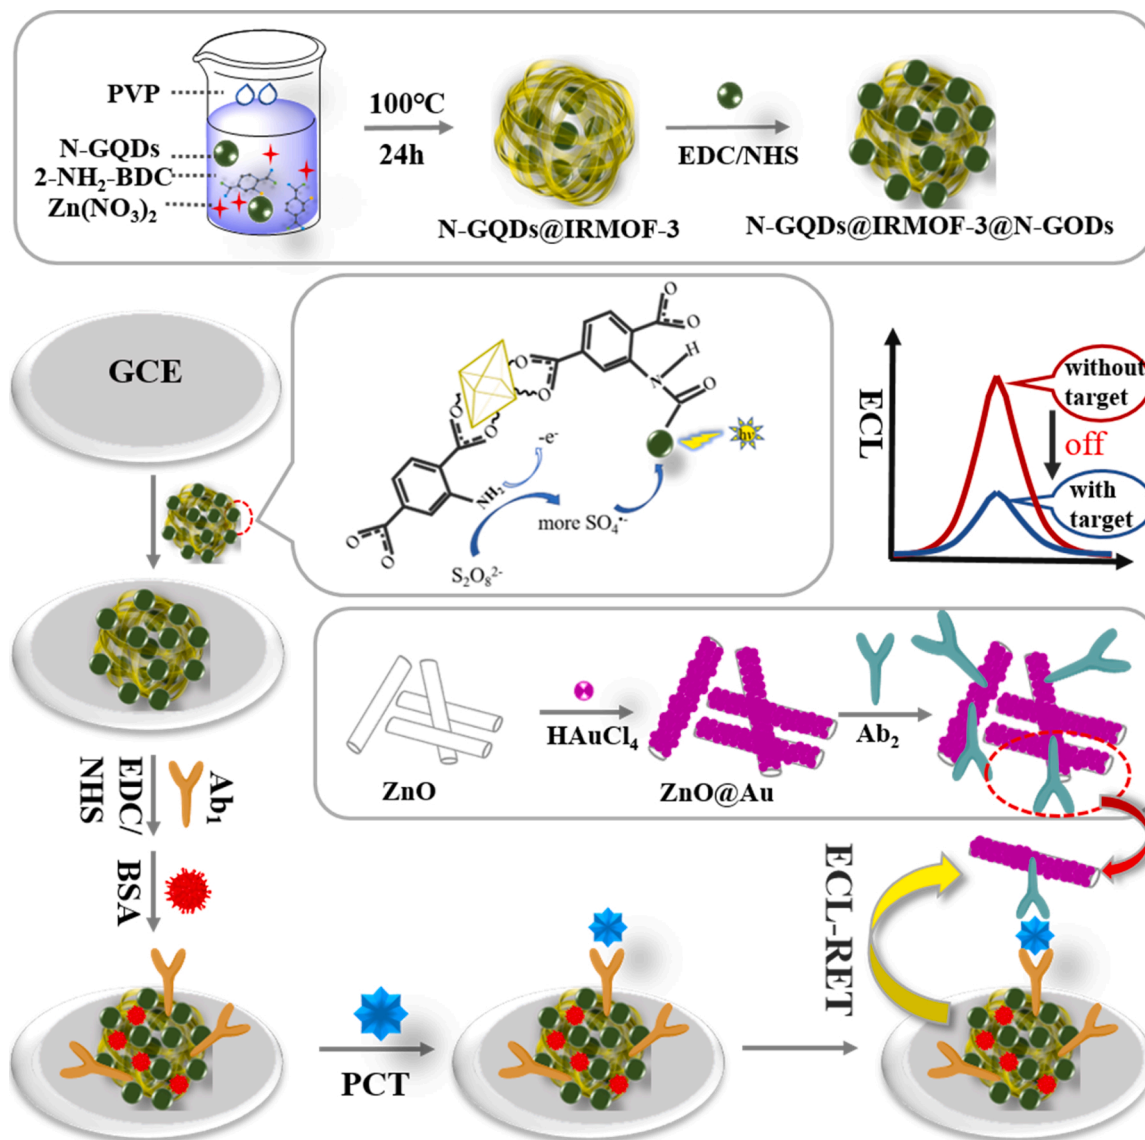 PVP
N-GQDs
2-NH₂-BDC
Zn(NO₃)₂
100℃
24h
N-GQDs@IRMOF-3
EDC/NHS
N-GQDs@IRMOF-3@N-GODs
GCE
O
O
O
O
H
N
O
O
O
O
NH₂
O
O
-e⁻
hv
more SO₄•⁻
S₂O₈²⁻
ECL
without
target
off
with
target
ZnO
HAuCl₄
ZnO@Au
Ab₂
EDC/
NHS
Ab₁
BSA
PCT
ECL-RET